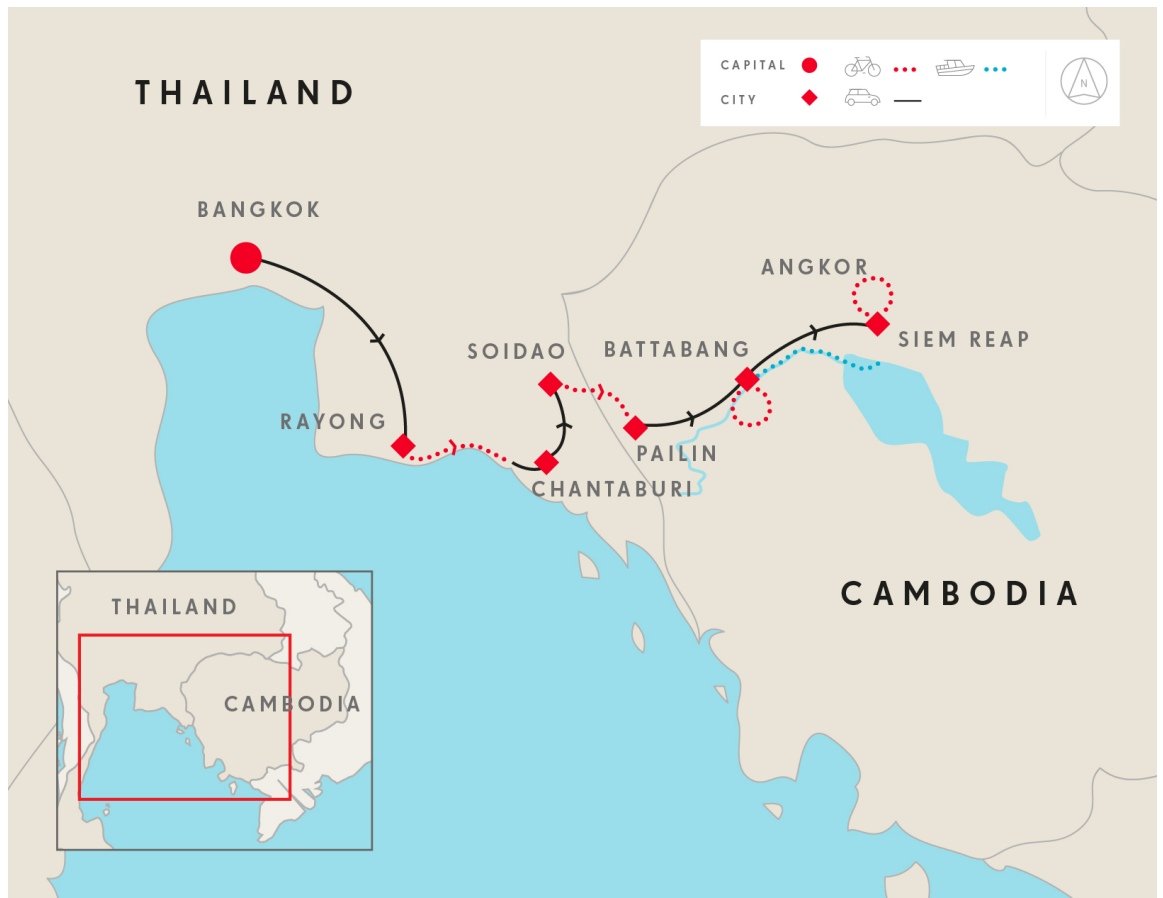 THAILAND
CAPITAL
CITY
N
BANGKOK
ANGKOR
SIEM REAP
SOIDAO
BATTABANG
RAYONG
PAILIN
CHANTABURI
CAMBODIA
THAILAND
CAMBODIA